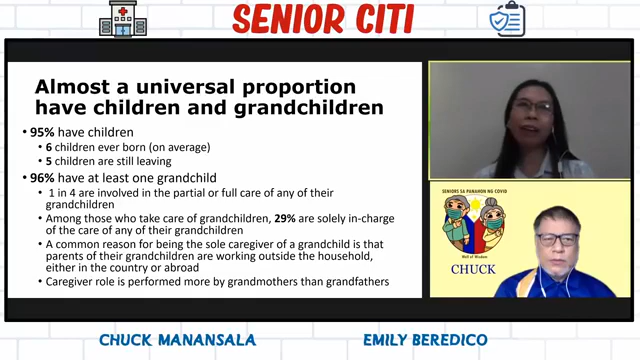 SENIOR CITI
Almost a universal proportion
have children and grandchildren
• 95% have children
• 6 children ever born (on average)
• 5 children are still leaving
• 96% have at least one grandchild
• 1 in 4 are involved in the partial or full care of any of their
grandchildren
• Among those who take care of grandchildren, 29% are solely in-charge
of the care of any of their grandchildren
• A common reason for being the sole caregiver of a grandchild is that
parents of their grandchildren are working outside the household,
either in the country or abroad
• Caregiver role is performed more by grandmothers than grandfathers
SENIORS SA PANAHON NG COVID
Well of Wisdom
CHUCK
CHUCK MANANSALA
EMILY BEREDICO